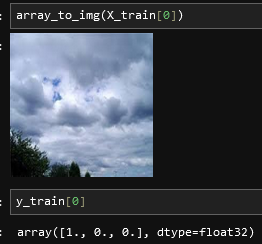 array_to_img(X_train[0])
y_train[0]
array([1., 0., 0.], dtype=float32)